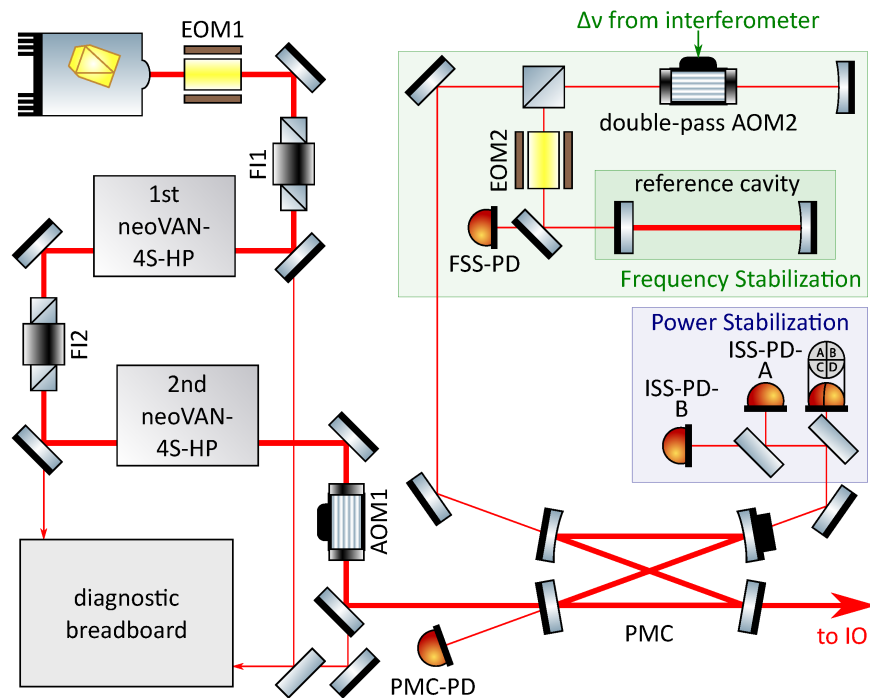 Δν from interferometer
EOM1
double-pass AOM2
FI1
EOM2
reference cavity
1st
neoVAN-
4S-HP
FSS-PD
Frequency Stabilization
FI2
Power Stabilization
ISS-PD-
A
A B
C D
ISS-PD-
B
2nd
neoVAN-
4S-HP
AOM1
diagnostic
breadboard
PMC
to IO
PMC-PD